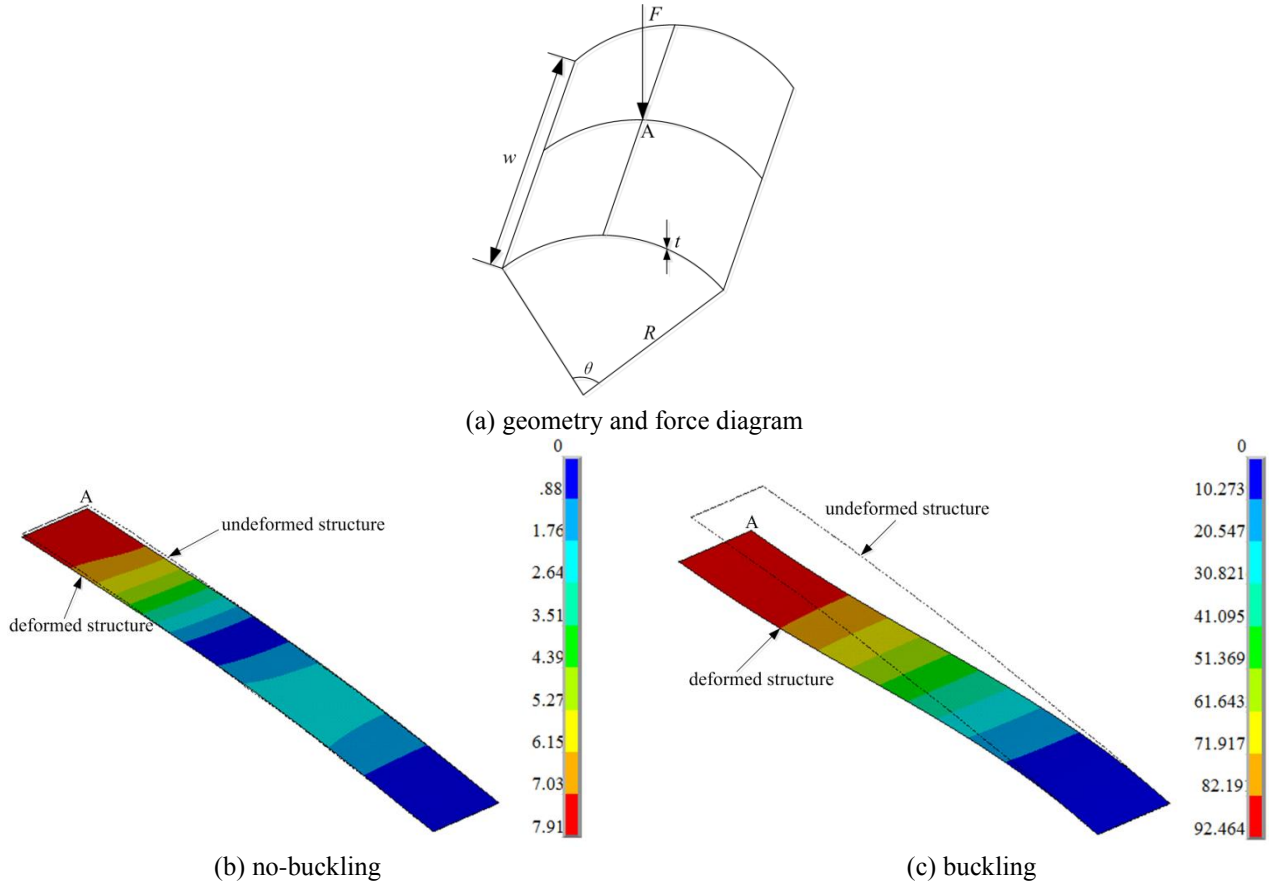 F
A
w
t
R
θ
(a) geometry and force diagram
0
.88
1.76
2.64
3.51
4.39
5.27
6.15
7.03
7.91
A
undeformed structure
deformed structure
(b) no-buckling
0
10.273
20.547
30.821
41.095
51.369
61.643
71.917
82.191
92.464
undeformed structure
A
deformed structure
(c) buckling